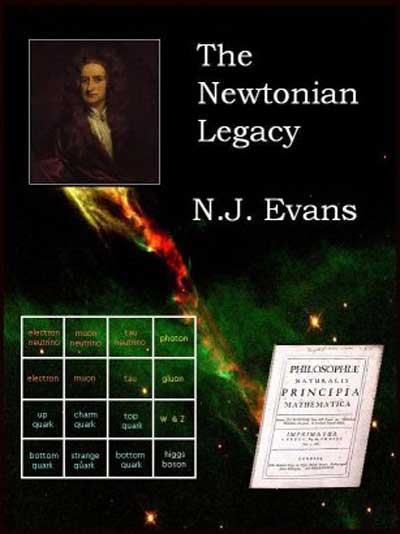 The
Newtonian
Legacy
N.J. Evans
electron neutrino
muon neutrino
tau neutrino
photon
electron
muon
tau
gluon
up quark
charm quark
top quark
W & Z
bottom quark
strange quark
bottom quark
higgs boson
PHILOSOPHIÆ
NATURALIS
PRINCIPIA
MATHEMATICA
IMPRIMATUR
LONDINI